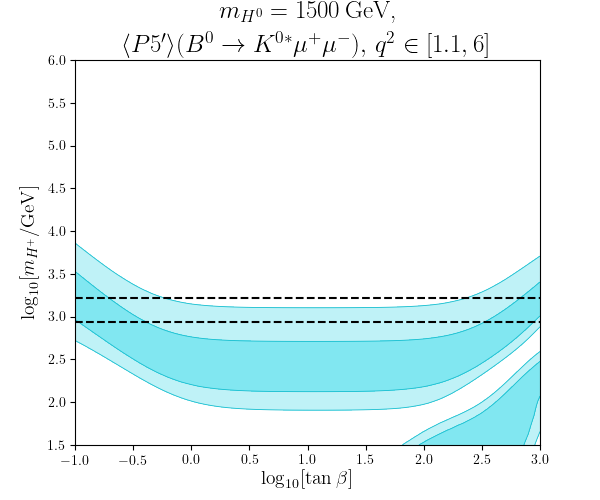 m_{H^0} = 1500 GeV,
⟨P5′⟩(B^0 → K^{0*}μ^+μ^−), q^2 ∈ [1.1, 6]
log_{10}[m_{H^+}/GeV]
6.0
5.5
5.0
4.5
4.0
3.5
3.0
2.5
2.0
1.5
−1.0 −0.5 0.0 0.5 1.0 1.5 2.0 2.5 3.0
log_{10}[tan β]